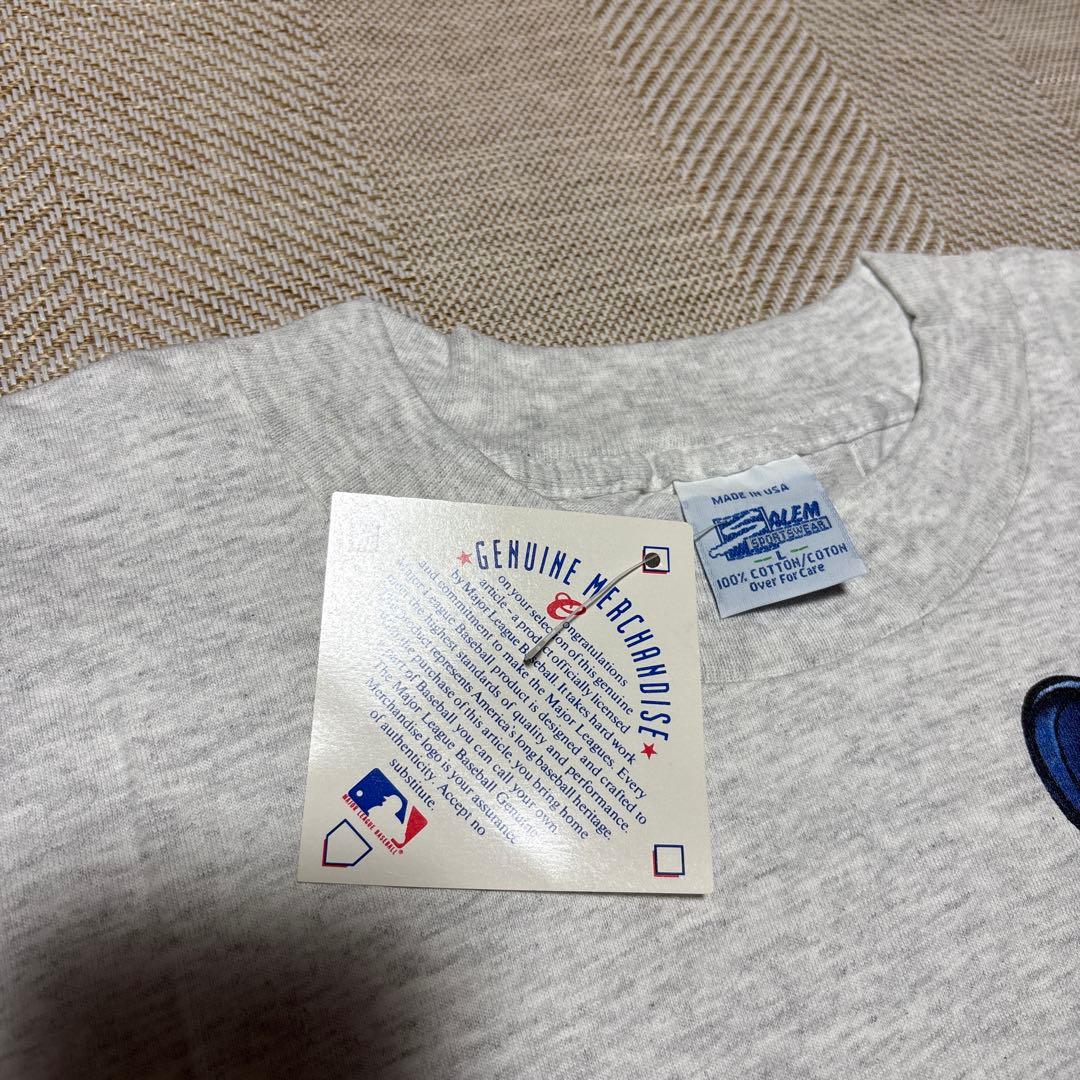 GENUINE MERCHANDISE
Congratulations
on your selection of this genuine
article - a product officially licensed
by Major League Baseball. It takes hard work
and commitment to make the Major Leagues. Every
Major League Baseball product is designed and crafted to
meet the highest standards of quality and performance.
This product represents America's long baseball heritage.
the purchase of this article, you bring home
part of Baseball you can call your own.
The Major League Baseball Genuine
Merchandise logo is your assurance
of authenticity. Accept no
substitute.
MAJOR LEAGUE BASEBALL®
MADE IN USA
SALEM
SPORTSWEAR
L
100% COTTON/COTON
Over For Care